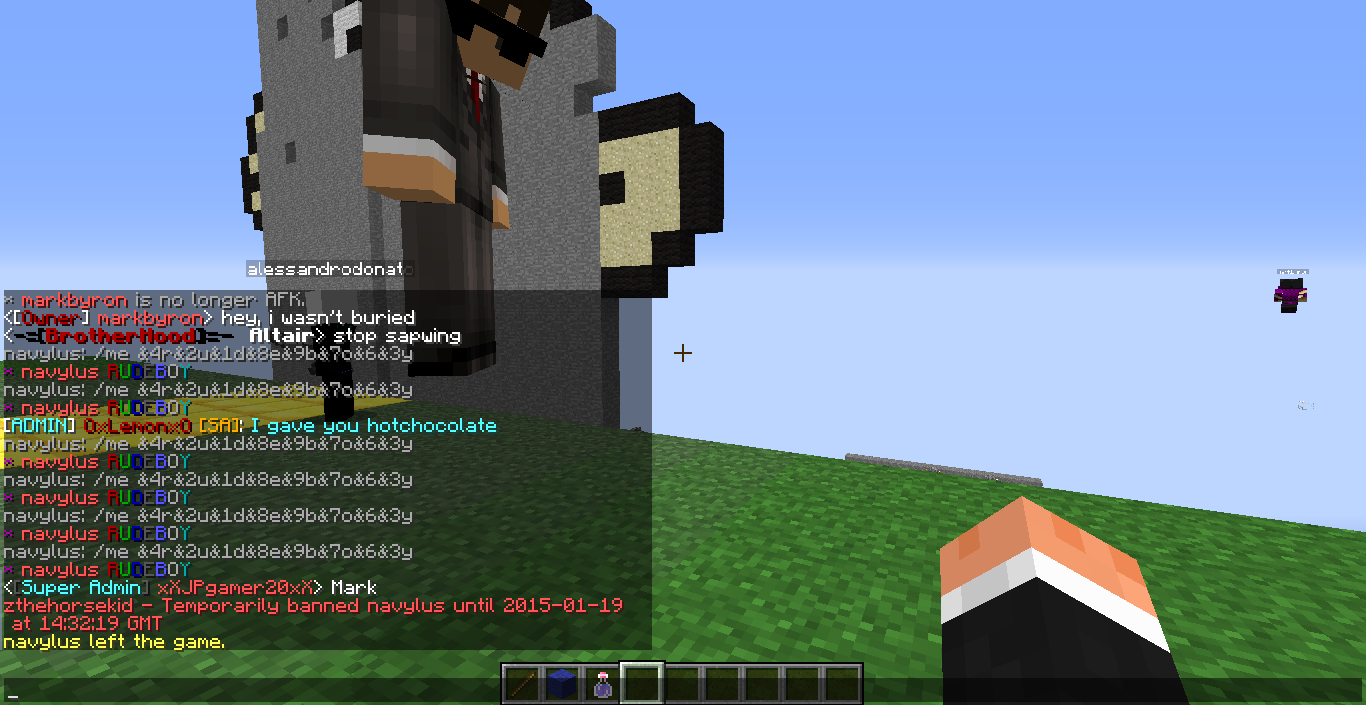 alessandrodonato
* markbyron is no longer AFK.
<[Owner] markbyron> hey, i wasn't buried
<-=[BrotherHood]=- Altair> stop sapwing
navylus: /me &4r&2u&1d&8e&9b&7o&6&3y
* navylus RUDEBOY
navylus: /me &4r&2u&1d&8e&9b&7o&6&3y
* navylus RUDEBOY
[ADMIN] 0xLemonx0 [SA]: I gave you hotchocolate
navylus: /me &4r&2u&1d&8e&9b&7o&6&3y
* navylus RUDEBOY
navylus: /me &4r&2u&1d&8e&9b&7o&6&3y
* navylus RUDEBOY
navylus: /me &4r&2u&1d&8e&9b&7o&6&3y
* navylus RUDEBOY
navylus: /me &4r&2u&1d&8e&9b&7o&6&3y
* navylus RUDEBOY
<[Super Admin] xXJPgamer20xX> Mark
zthehorsekid - Temporarily banned navylus until 2015-01-19
at 14:32:19 GMT
navylus left the game.
_